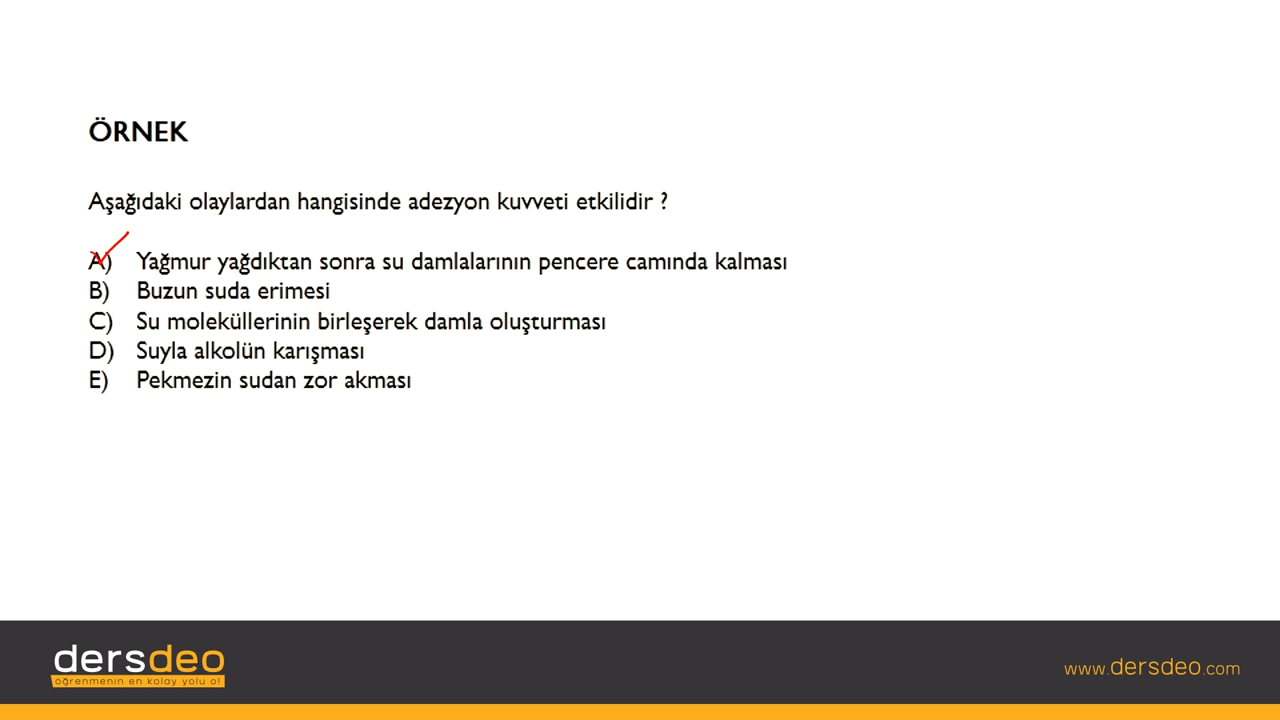 ÖRNEK
Aşağıdaki olaylardan hangisinde adezyon kuvveti etkilidir ?
A) Yağmur yağdıktan sonra su damlalarının pencere camında kalması
B) Buzun suda erimesi
C) Su moleküllerinin birleşerek damla oluşturması
D) Suyla alkolün karışması
E) Pekmezin sudan zor akması
dersdeo
öğrenmenin en kolay yolu o!
www.dersdeo.com